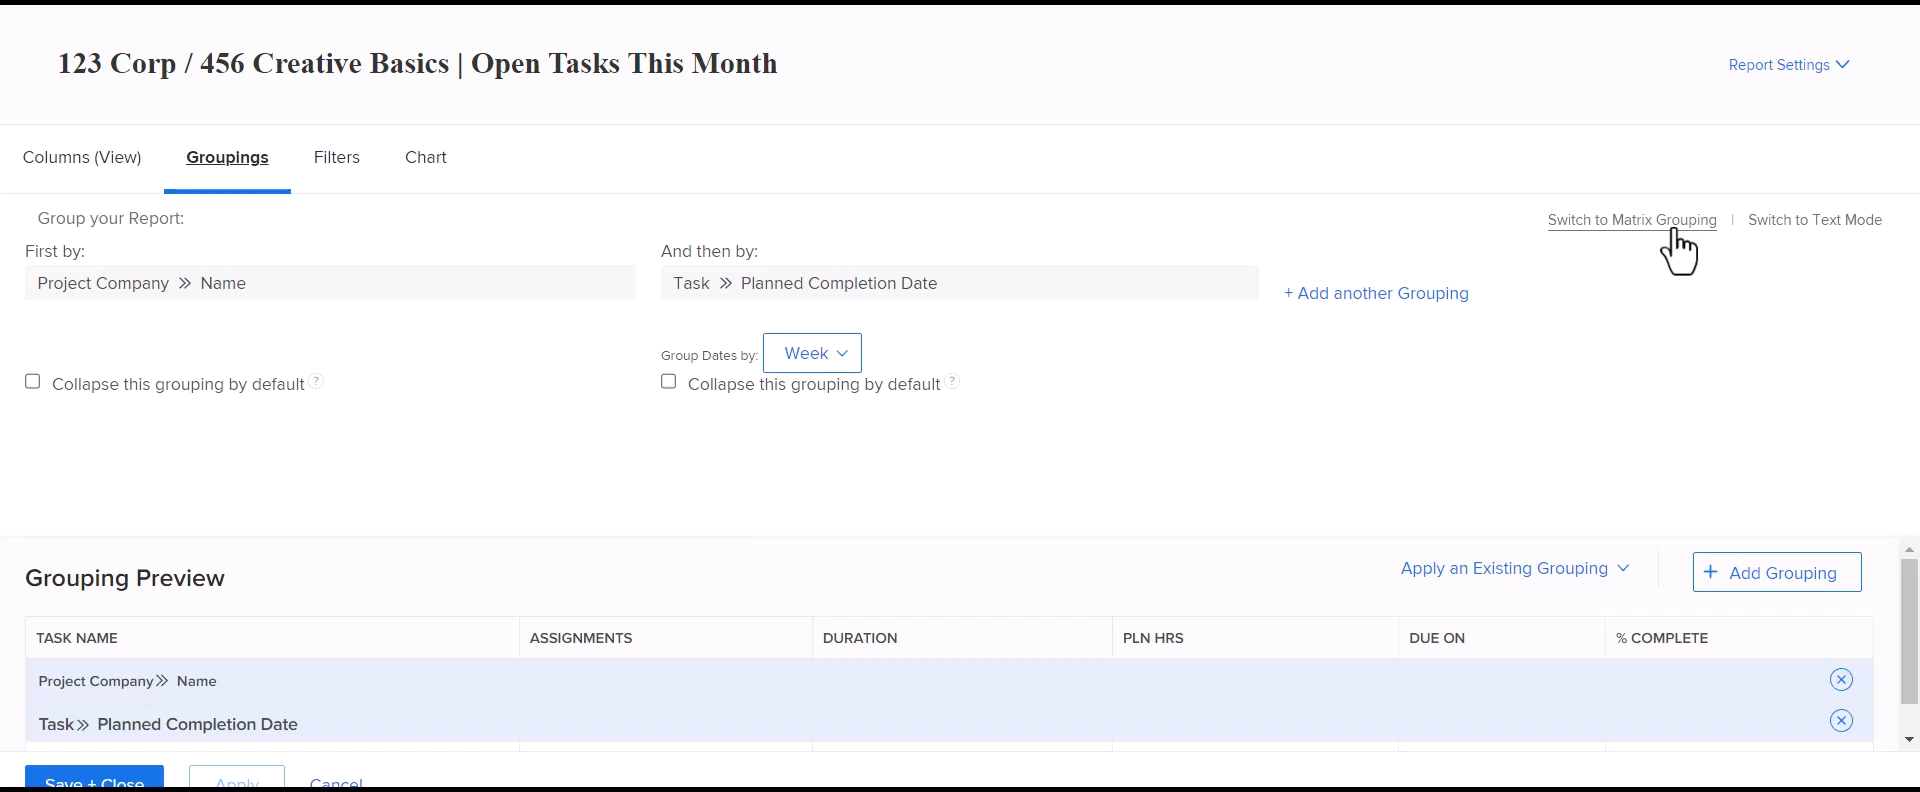 123 Corp / 456 Creative Basics | Open Tasks This Month
Report Settings
Columns (View) Groupings Filters Chart
Group your Report:
Switch to Matrix Grouping | Switch to Text Mode
First by:
And then by:
Project Company » Name
Task » Planned Completion Date
+ Add another Grouping
Group Dates by: Week
Collapse this grouping by default ?
Collapse this grouping by default ?
Grouping Preview
Apply an Existing Grouping
+ Add Grouping
TASK NAME ASSIGNMENTS DURATION PLN HRS DUE ON % COMPLETE
Project Company » Name
Task » Planned Completion Date
Save + Close Apply Cancel